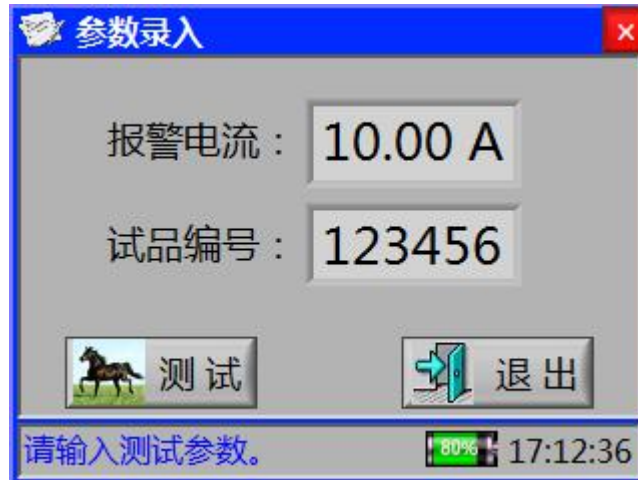 参数录入
报警电流： 10.00 A
试品编号： 123456
测 试 退 出
请输入测试参数。 80% 17:12:36